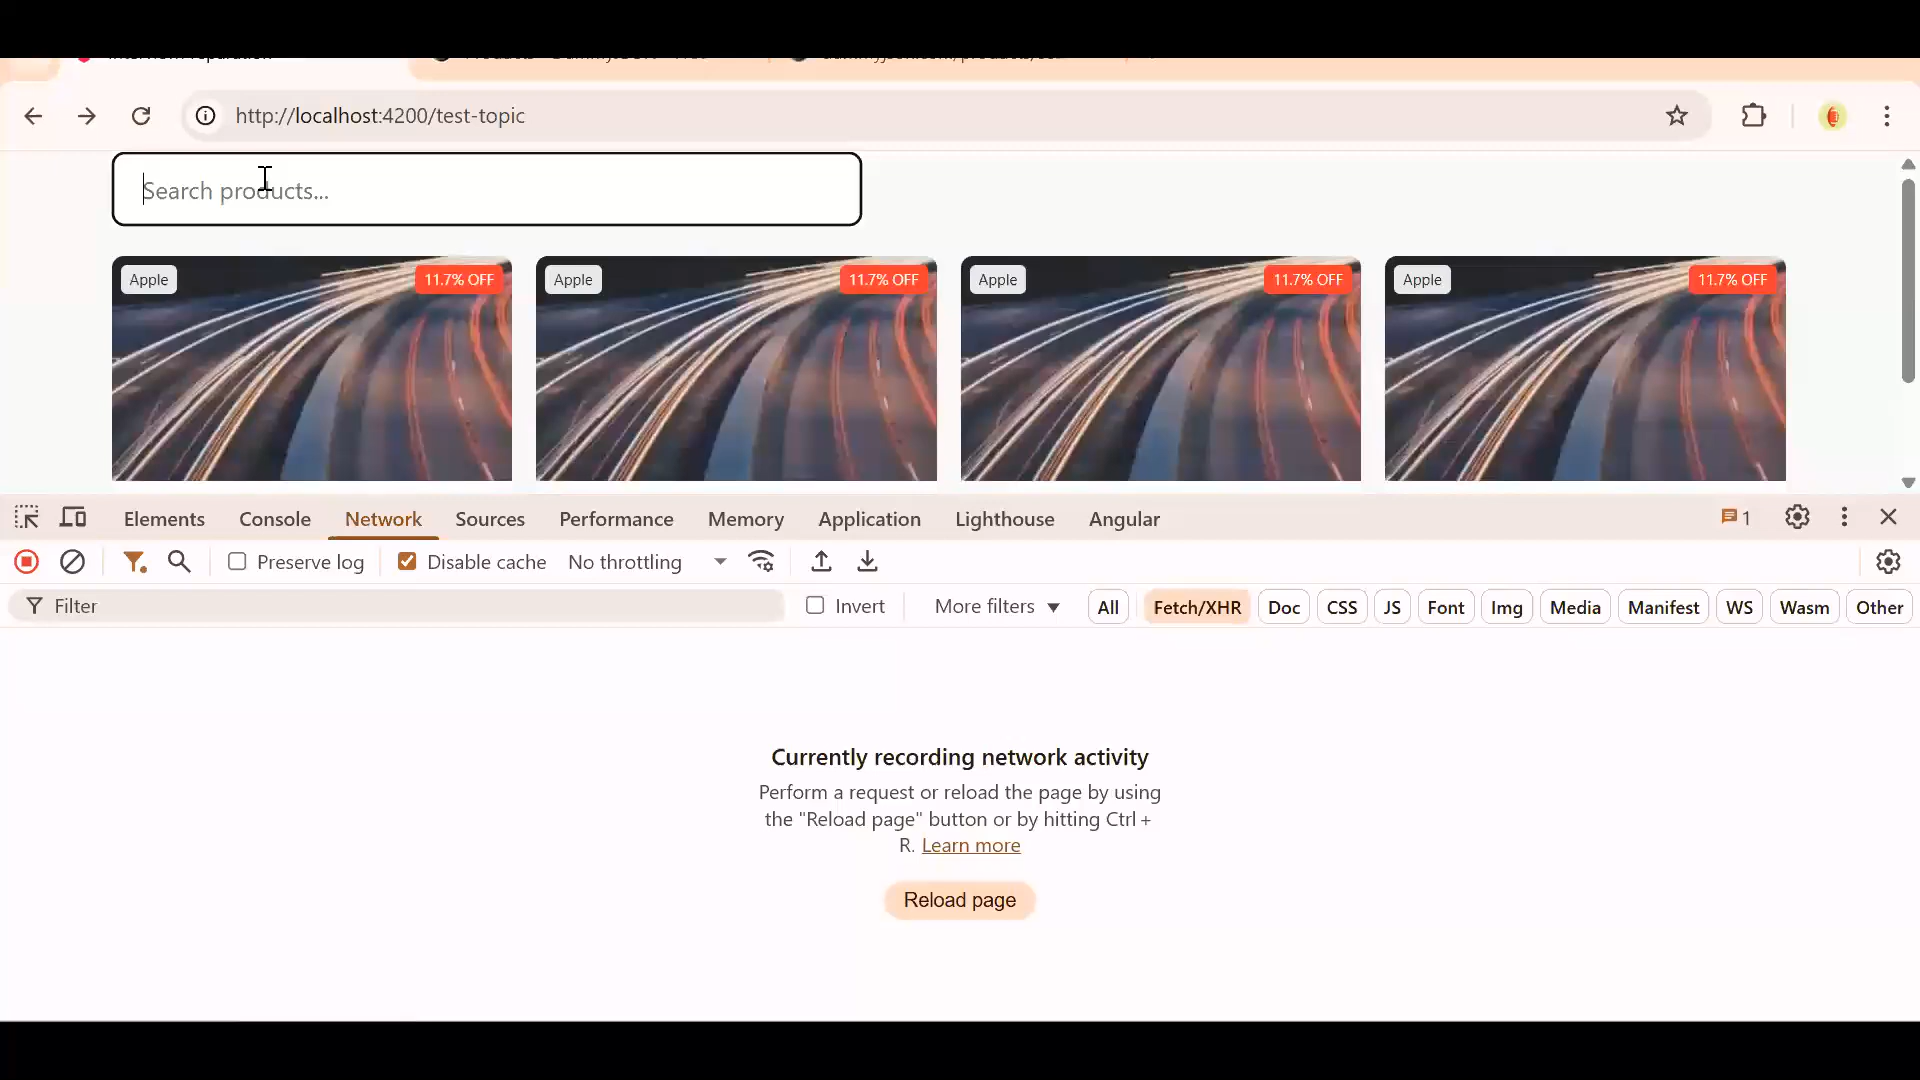 http://localhost:4200/test-topic
Search products...
Apple 11.7% OFF Apple 11.7% OFF Apple 11.7% OFF Apple 11.7% OFF
Elements Console Network Sources Performance Memory Application Lighthouse Angular 1
Preserve log Disable cache No throttling
Filter Invert More filters All Fetch/XHR Doc CSS JS Font Img Media Manifest WS Wasm Other
Currently recording network activity
Perform a request or reload the page by using
the "Reload page" button or by hitting Ctrl +
R. Learn more
Reload page